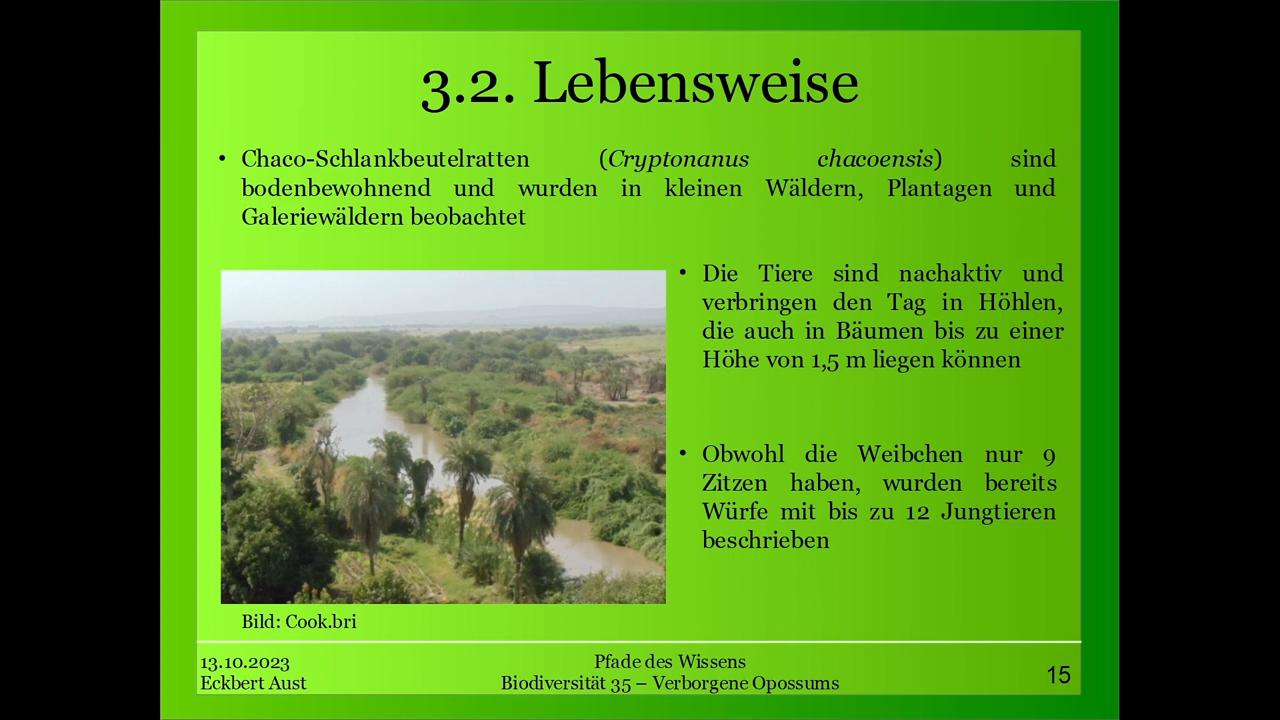 3.2. Lebensweise
• Chaco-Schlankbeutelratten (Cryptonanus chacoensis) sind
bodenbewohnend und wurden in kleinen Wäldern, Plantagen und
Galeriewäldern beobachtet
• Die Tiere sind nachaktiv und
verbringen den Tag in Höhlen,
die auch in Bäumen bis zu einer
Höhe von 1,5 m liegen können
• Obwohl die Weibchen nur 9
Zitzen haben, wurden bereits
Würfe mit bis zu 12 Jungtieren
beschrieben
Bild: Cook.bri
13.10.2023
Eckbert Aust
Pfade des Wissens
Biodiversität 35 – Verborgene Opossums
15